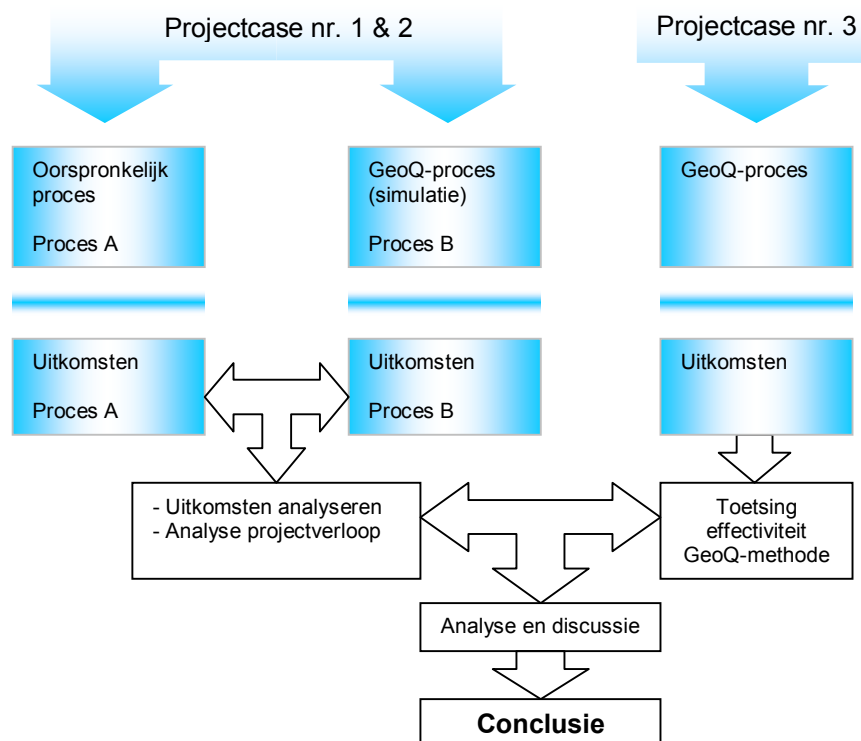 Projectcase nr. 1 & 2
Projectcase nr. 3
Oorspronkelijk
proces
Proces A
GeoQ-proces
(simulatie)
Proces B
GeoQ-proces
Uitkomsten
Proces A
Uitkomsten
Proces B
Uitkomsten
- Uitkomsten analyseren
- Analyse projectverloop
Toetsing
effectiviteit
GeoQ-methode
Analyse en discussie
Conclusie